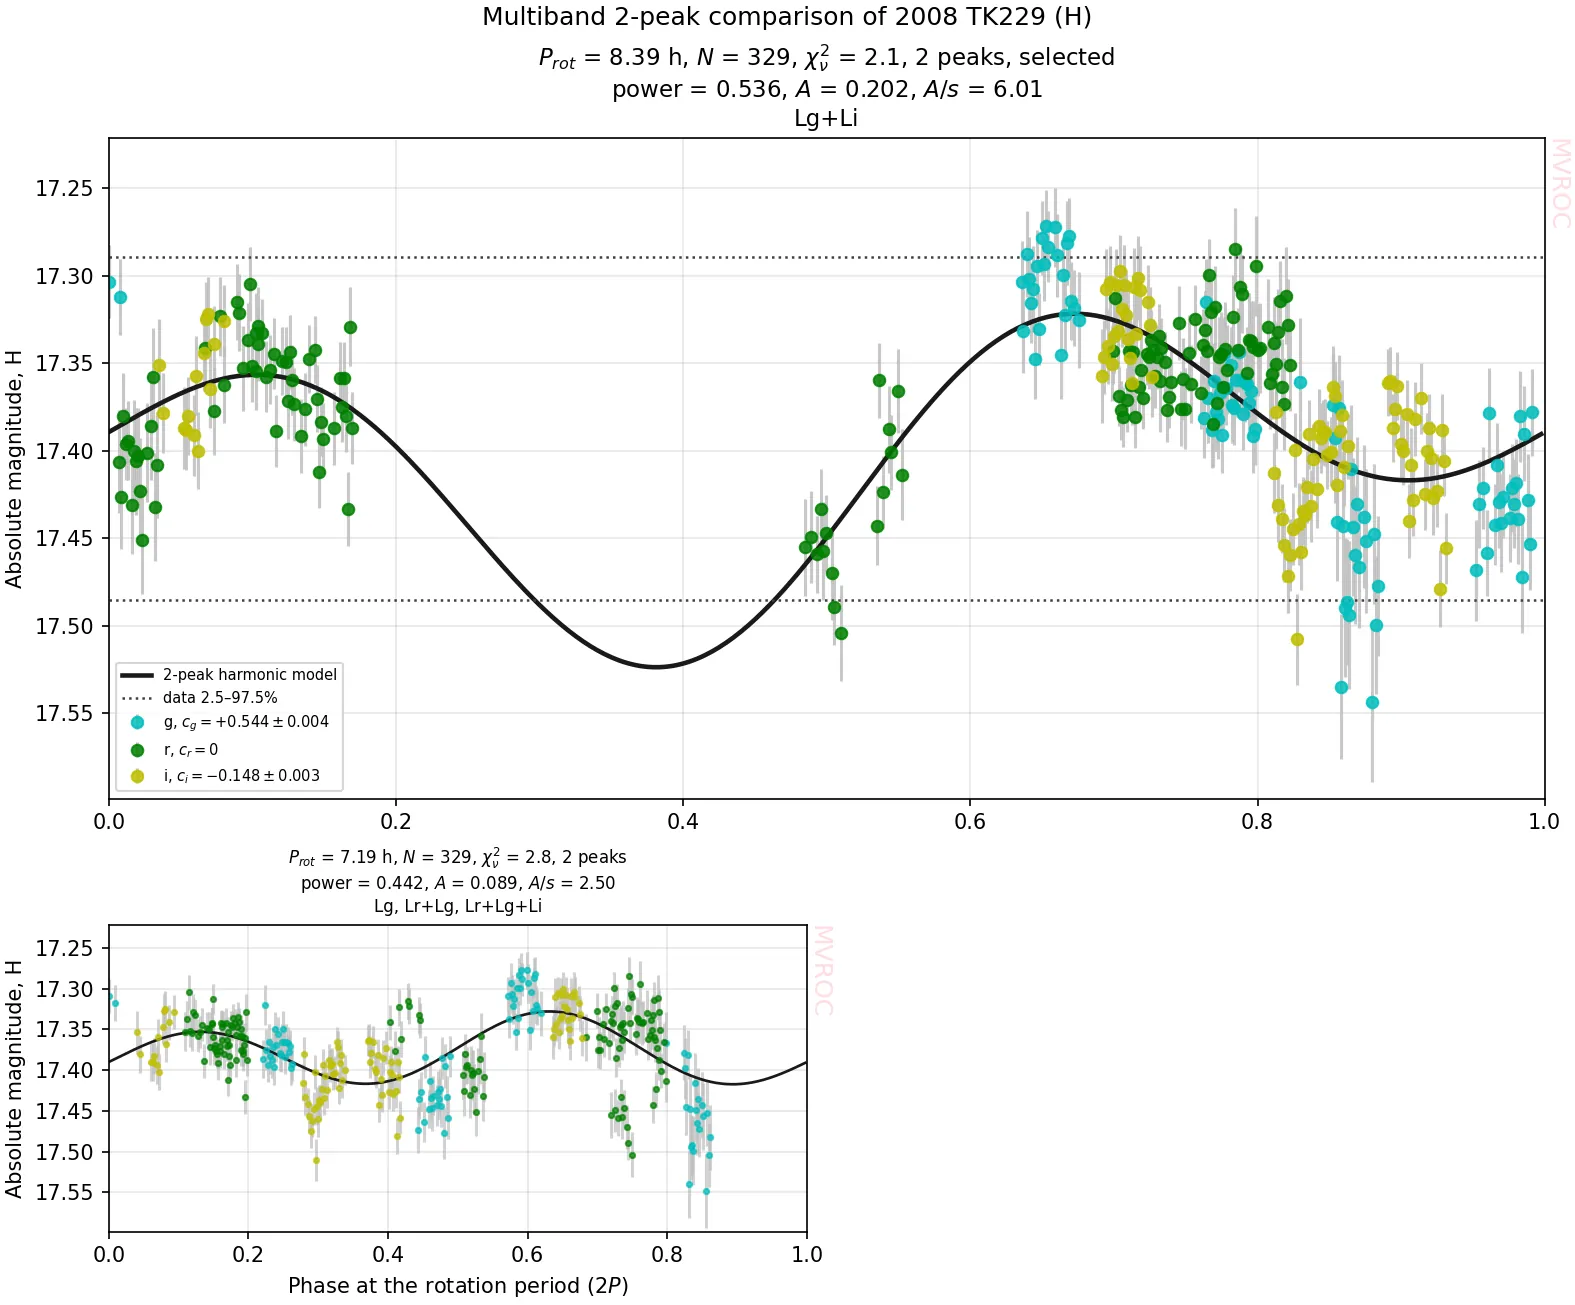 Multiband 2-peak comparison of 2008 TK229 (H)
P_rot = 8.39 h, N = 329, χ²_ν = 2.1, 2 peaks, selected
power = 0.536, A = 0.202, A/s = 6.01
Lg+Li
MVROC
17.25
17.30
17.35
17.40
17.45
17.50
17.55
Absolute magnitude, H
2-peak harmonic model
data 2.5–97.5%
g, c_g = +0.544 ± 0.004
r, c_r = 0
i, c_i = −0.148 ± 0.003
0.0 0.2 0.4 0.6 0.8 1.0
P_rot = 7.19 h, N = 329, χ²_ν = 2.8, 2 peaks
power = 0.442, A = 0.089, A/s = 2.50
Lg, Lr+Lg, Lr+Lg+Li
MVROC
17.25
17.30
17.35
17.40
17.45
17.50
17.55
Absolute magnitude, H
0.0 0.2 0.4 0.6 0.8 1.0
Phase at the rotation period (2P)